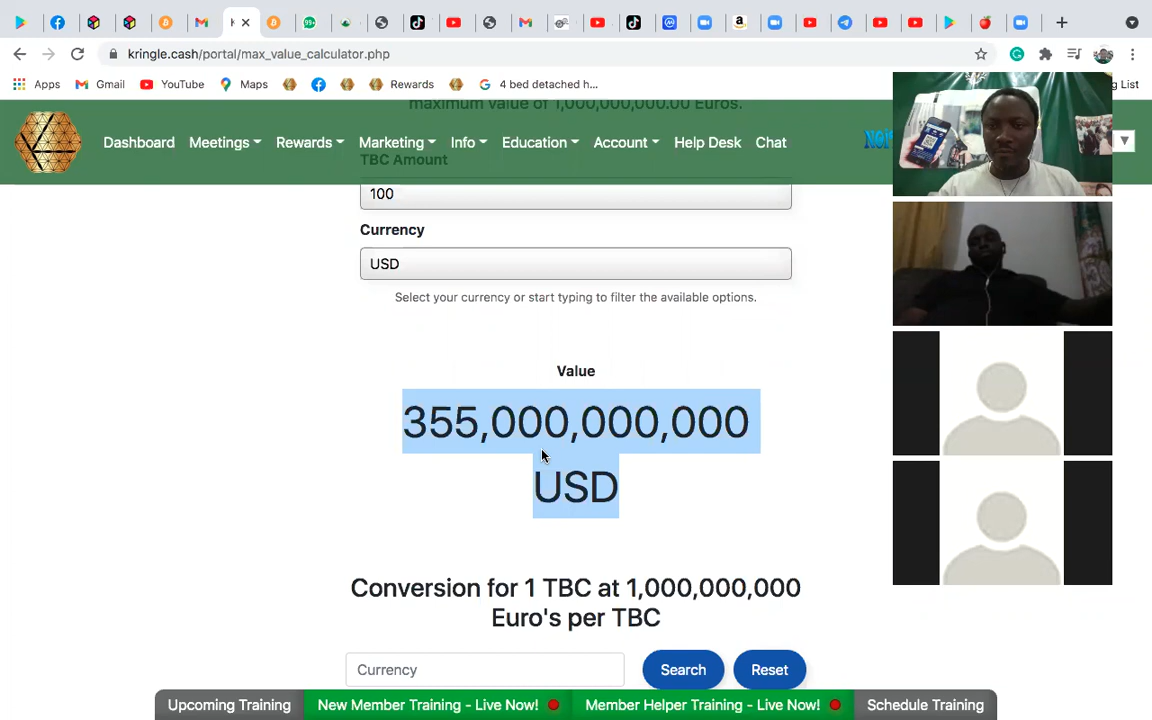 99+
kringle.cash/portal/max_value_calculator.php
Apps Gmail YouTube Maps Rewards 4 bed detached h...
maximum value of 1,000,000,000.00 Euros.
Dashboard Meetings Rewards Marketing Info Education Account Help Desk Chat
TBC Amount
100
Currency
USD
Select your currency or start typing to filter the available options.
Value
355,000,000,000
USD
Conversion for 1 TBC at 1,000,000,000
Euro's per TBC
Currency Search Reset
Upcoming Training New Member Training - Live Now! Member Helper Training - Live Now! Schedule Training